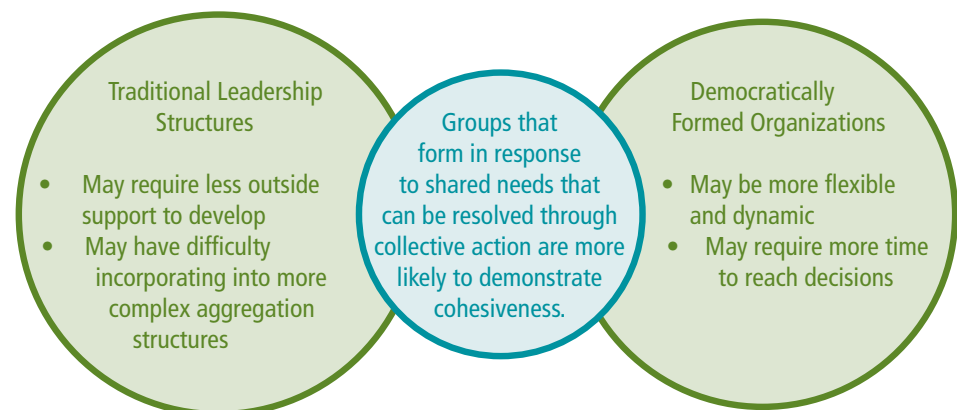 Traditional Leadership
Structures
• May require less outside
support to develop
• May have difficulty
incorporating into more
complex aggregation
structures
Groups that
form in response
to shared needs that
can be resolved through
collective action are more
likely to demonstrate
cohesiveness.
Democratically
Formed Organizations
• May be more flexible
and dynamic
• May require more time
to reach decisions